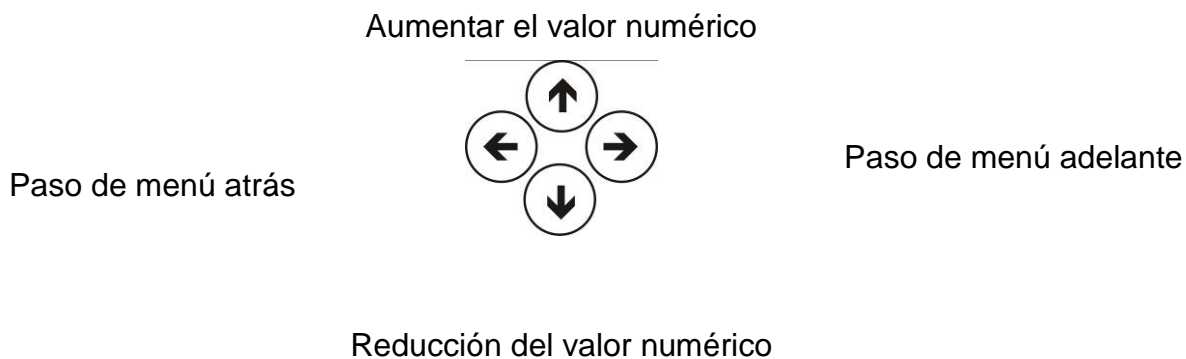 Aumentar el valor numérico
Paso de menú adelante
Paso de menú atrás
Reducción del valor numérico